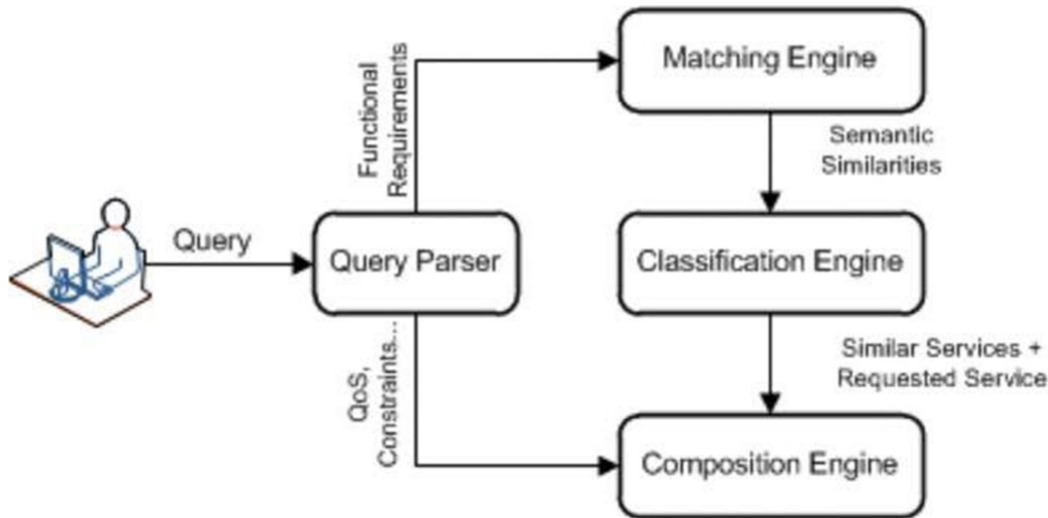 Query
Query Parser
Functional
Requirements
QoS,
Constraints...
Matching Engine
Semantic
Similarities
Classification Engine
Similar Services +
Requested Service
Composition Engine